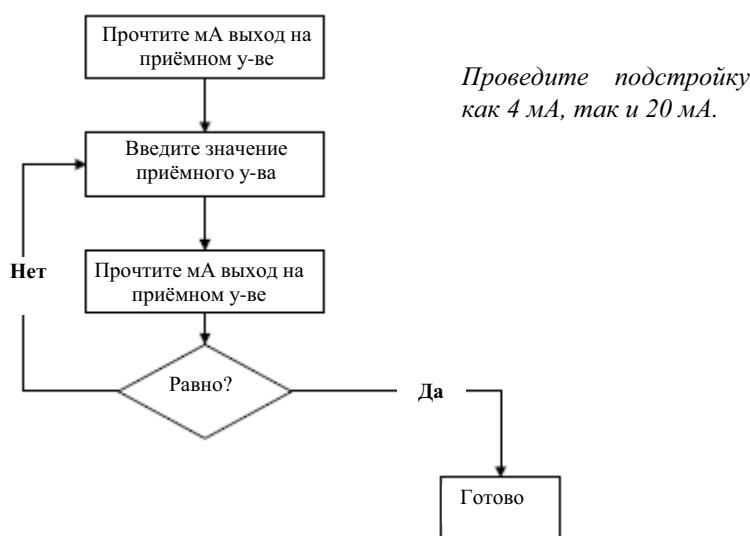 Прочтите мА выход на
приёмном у-ве
Проведите подстройку
как 4 мА, так и 20 мА.
Введите значение
приёмного у-ва
Нет
Прочтите мА выход на
приёмном у-ве
Равно?
Да
Готово